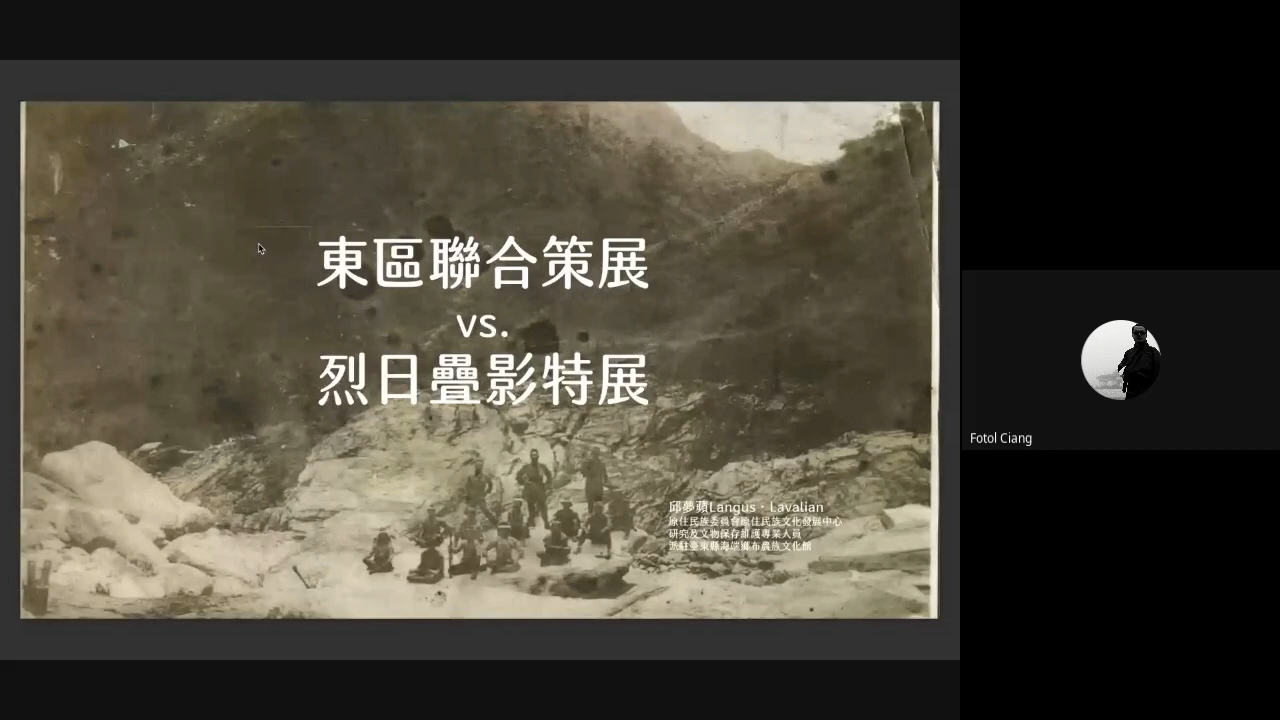 東區聯合策展
vs.
烈日疊影特展
邱夢蘋Langus・Lavalian
原住民族委員會原住民族文化發展中心
研究及文物保存維護專業人員
派駐臺東縣海端鄉布農族文化館
Fotol Ciang